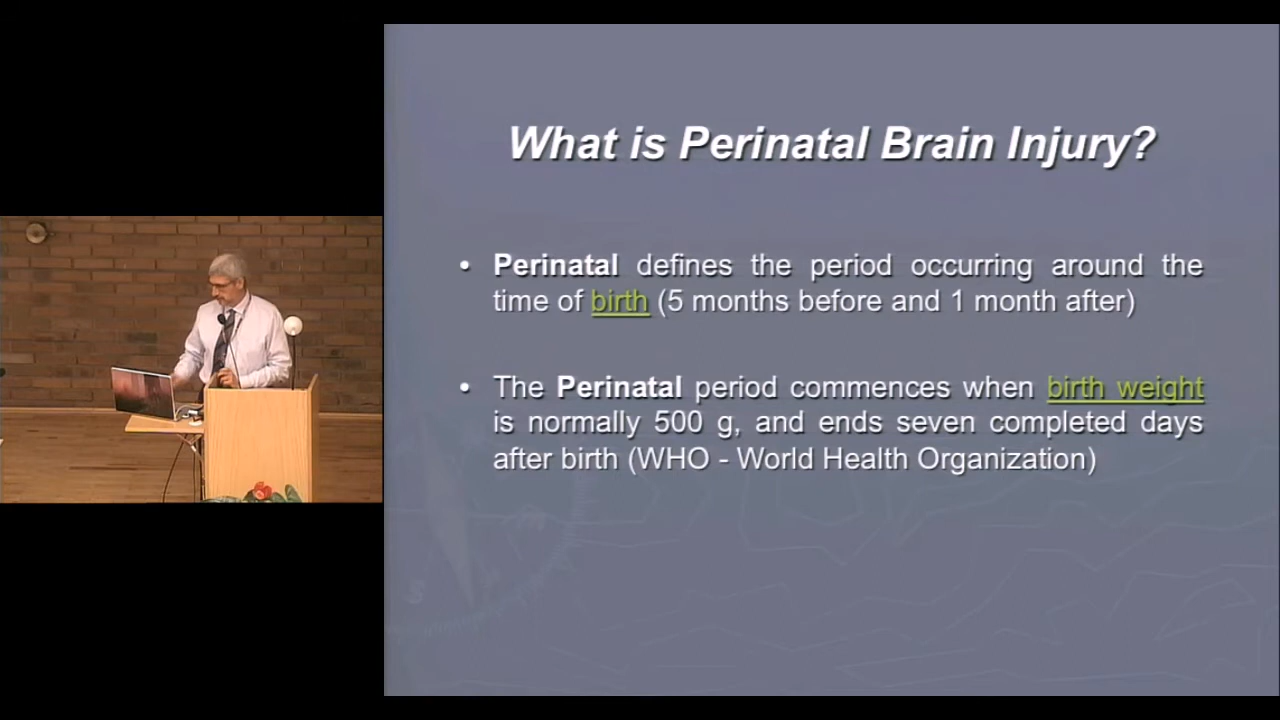 What is Perinatal Brain Injury?
• Perinatal defines the period occurring around the
time of birth (5 months before and 1 month after)
• The Perinatal period commences when birth weight
is normally 500 g, and ends seven completed days
after birth (WHO - World Health Organization)